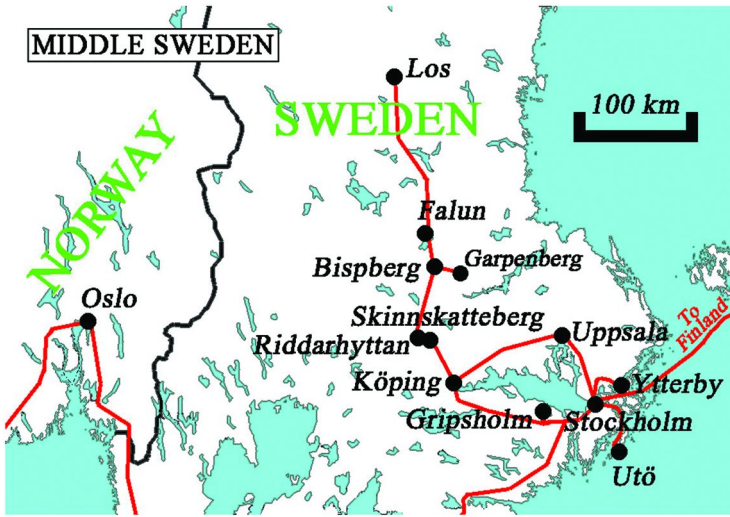 MIDDLE SWEDEN
Los
SWEDEN
100 km
NORWAY
Falun
Bispberg
Garpenberg
Oslo
Skinnskatteberg
Riddarhyttan
Uppsala
To
Finland
Köping
Ytterby
Gripsholm
Stockholm
Utö